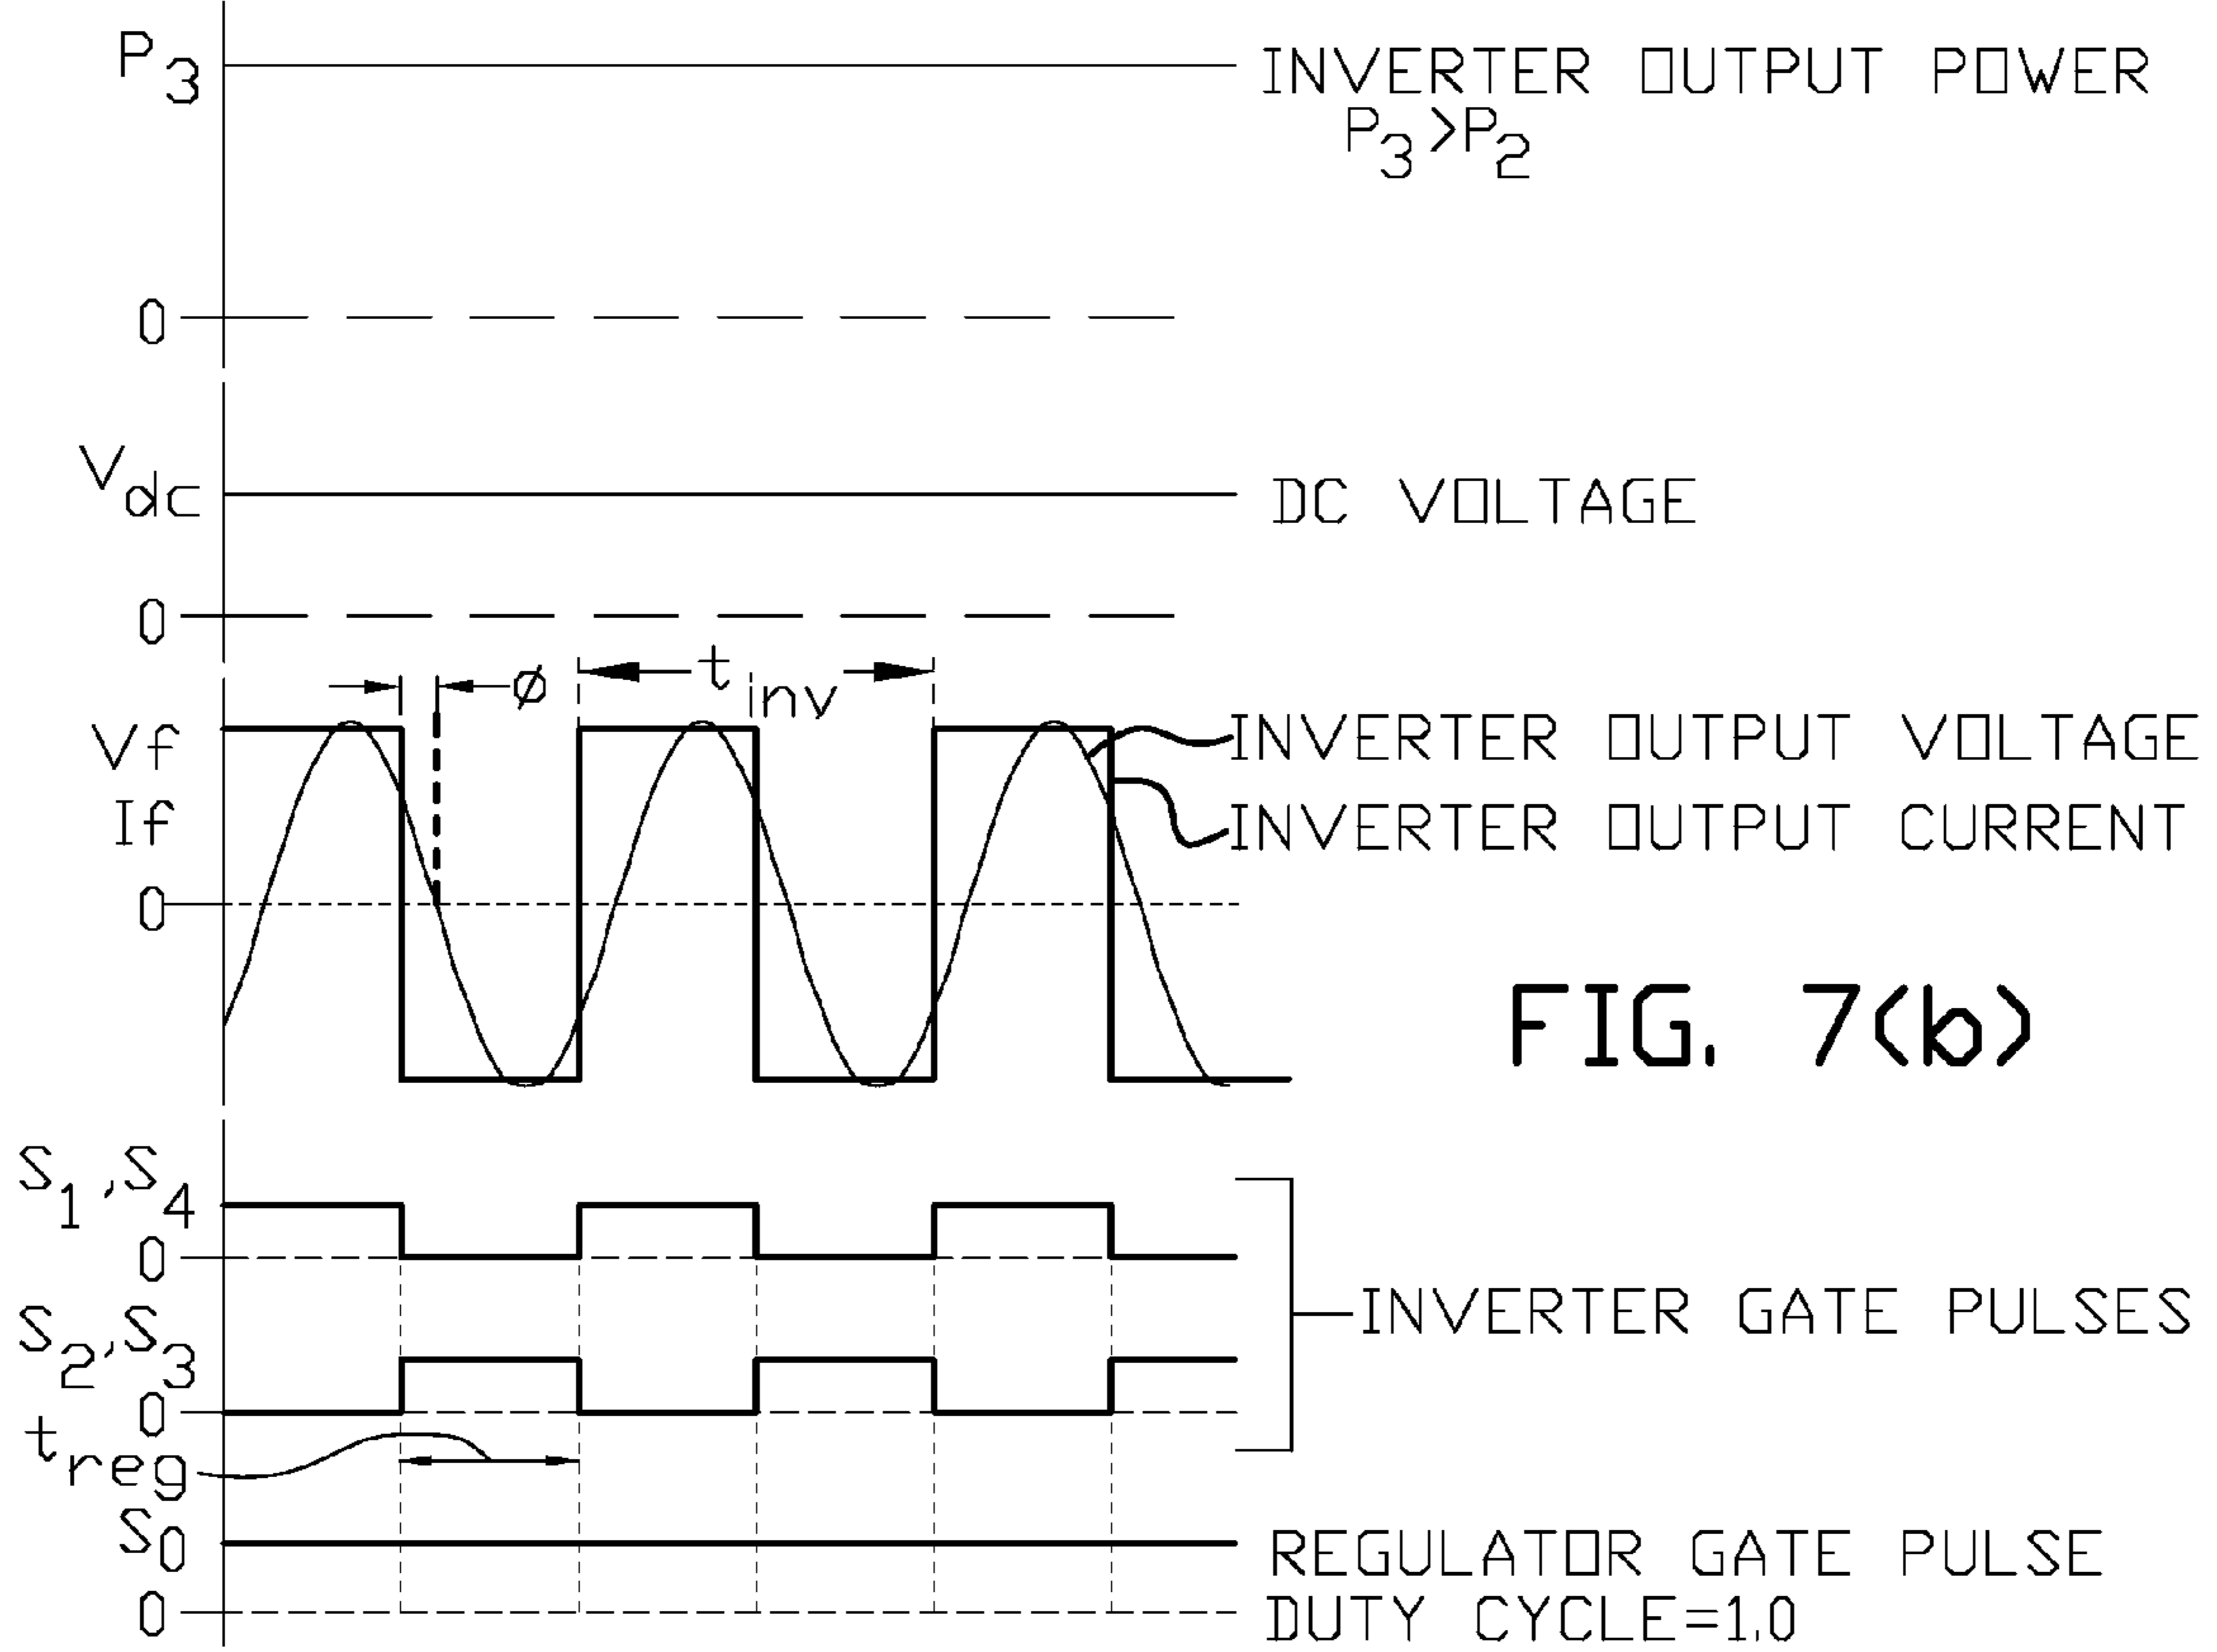 P3 INVERTER OUTPUT POWER
P3>P2
0
Vdc DC VOLTAGE
0
ø tinv
Vf INVERTER OUTPUT VOLTAGE
If INVERTER OUTPUT CURRENT
0
FIG. 7(b)
S1,S4
0
S2,S3 INVERTER GATE PULSES
0
treg
S0 REGULATOR GATE PULSE
0 DUTY CYCLE=1.0